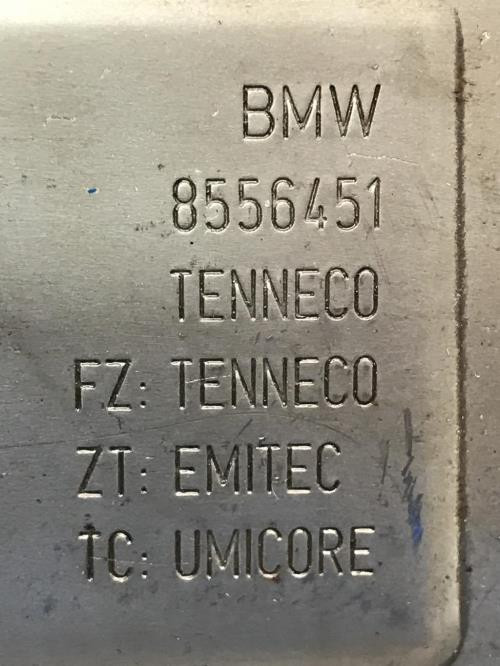 BMW
8556451
TENNECO
FZ: TENNECO
ZT: EMITEC
TC: UMICORE